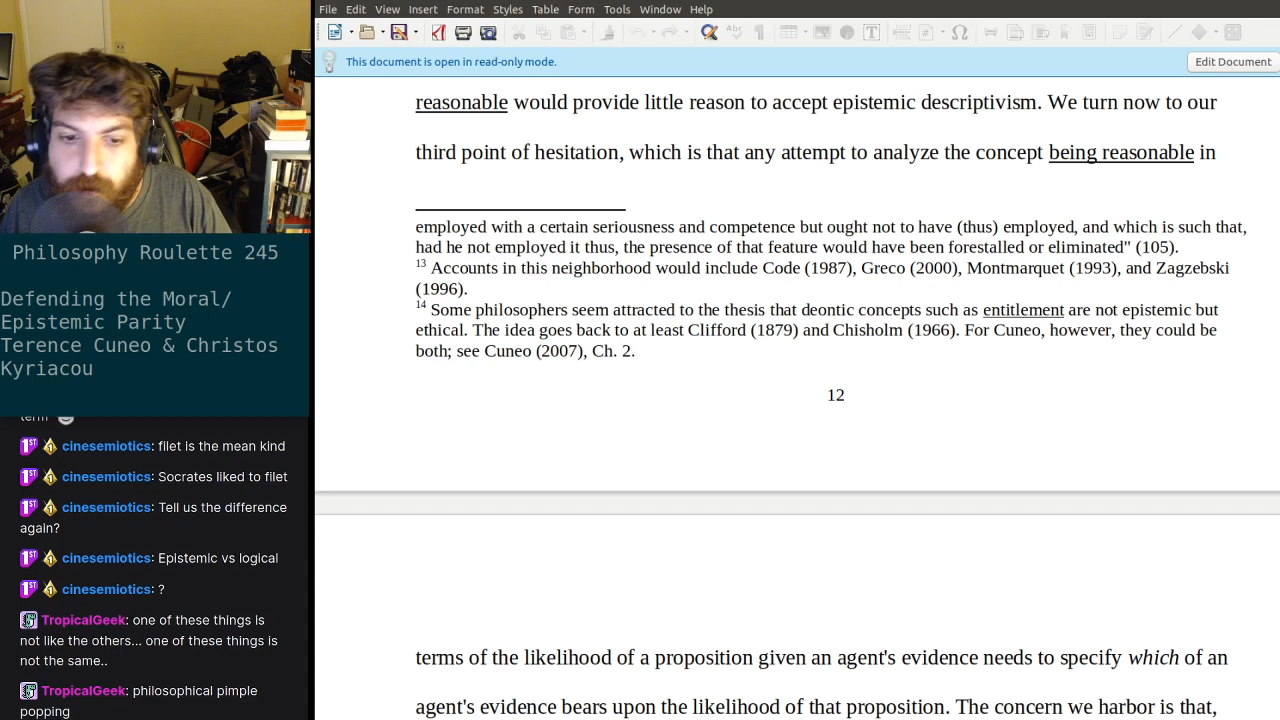 File Edit View Insert Format Styles Table Form Tools Window Help
This document is open in read-only mode.
Edit Document
reasonable would provide little reason to accept epistemic descriptivism. We turn now to our
third point of hesitation, which is that any attempt to analyze the concept being reasonable in
employed with a certain seriousness and competence but ought not to have (thus) employed, and which is such that,
had he not employed it thus, the presence of that feature would have been forestalled or eliminated" (105).
13 Accounts in this neighborhood would include Code (1987), Greco (2000), Montmarquet (1993), and Zagzebski
(1996).
14 Some philosophers seem attracted to the thesis that deontic concepts such as entitlement are not epistemic but
ethical. The idea goes back to at least Clifford (1879) and Chisholm (1966). For Cuneo, however, they could be
both; see Cuneo (2007), Ch. 2.
12
terms of the likelihood of a proposition given an agent's evidence needs to specify which of an
agent's evidence bears upon the likelihood of that proposition. The concern we harbor is that,
Philosophy Roulette 245
Defending the Moral/
Epistemic Parity
Terence Cuneo & Christos
Kyriacou
term
1ST cinesemiotics: filet is the mean kind
1ST cinesemiotics: Socrates liked to filet
1ST cinesemiotics: Tell us the difference
again?
1ST cinesemiotics: Epistemic vs logical
1ST cinesemiotics: ?
TropicalGeek: one of these things is
not like the others... one of these things is
not the same..
TropicalGeek: philosophical pimple
popping